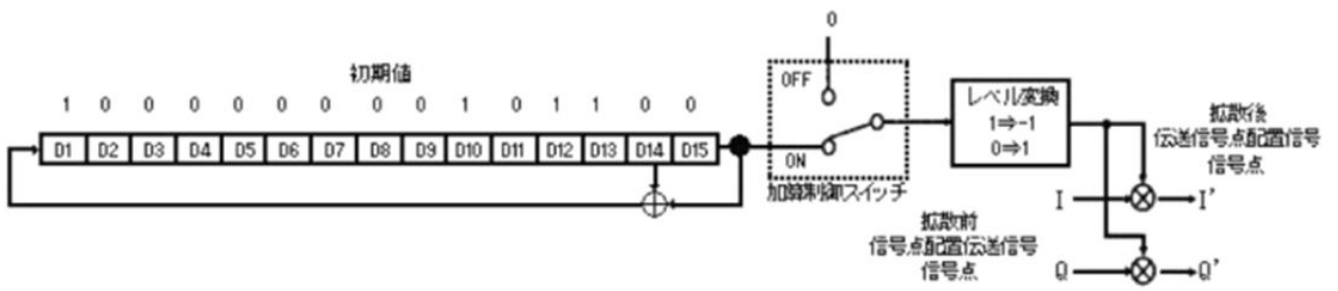 0
初期値
1 0 0 0 0 0 0 0 0 1 0 1 1 0 0
D1 D2 D3 D4 D5 D6 D7 D8 D9 D10 D11 D12 D13 D14 D15
OFF
ON
加算制御スイッチ
レベル変換
1⇒-1
0⇒1
拡散後
伝送信号点配置信号
信号点
I
I'
拡散前
信号点配置伝送信号
信号点
Q
Q'